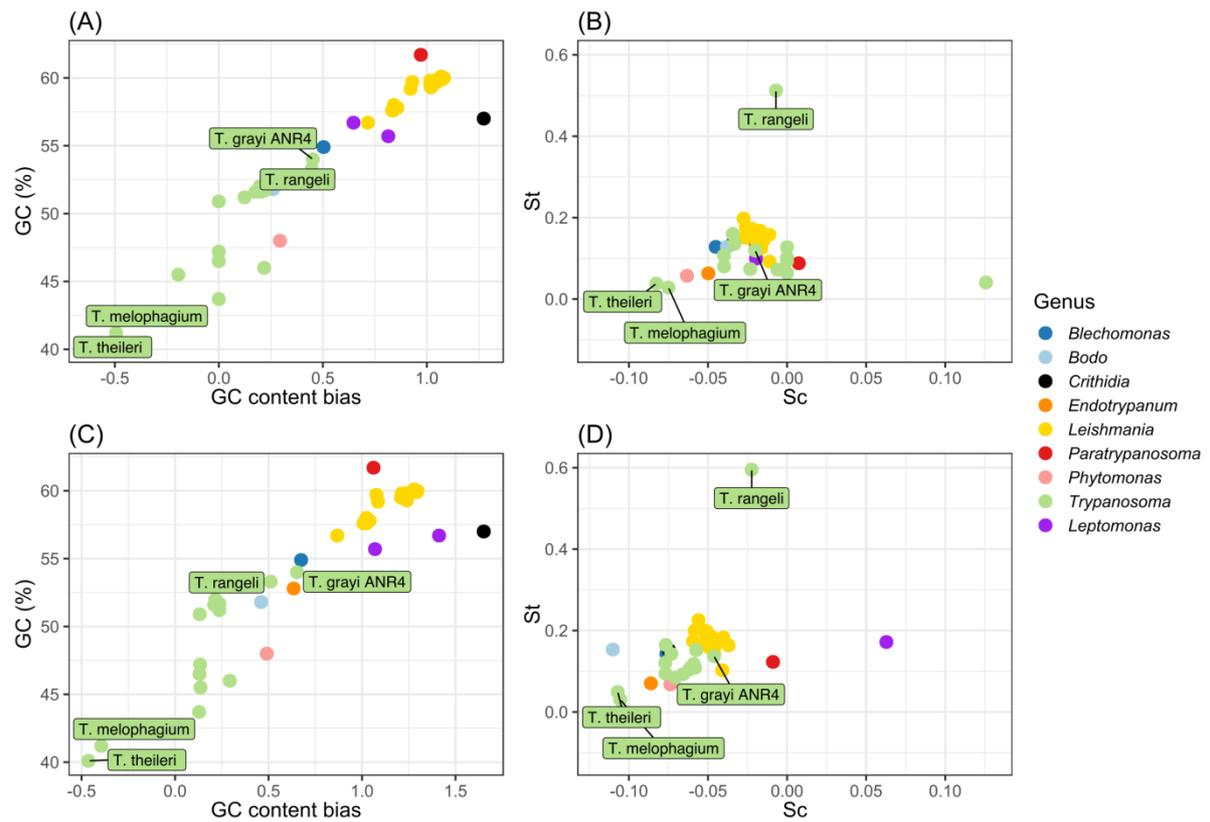 (A)
60
55
50
45
40
GC (%)
T. grayi ANR4
T. rangeli
T. melophagium
T. theileri
-0.5
0.0
0.5
1.0
GC content bias
(B)
0.6
0.4
0.2
0.0
St
T. rangeli
T. grayi ANR4
T. theileri
T. melophagium
-0.10
-0.05
0.00
0.05
0.10
Sc
Genus
Blechomonas
Bodo
Crithidia
Endotrypanum
Leishmania
Paratrypanosoma
Phytomonas
Trypanosoma
Leptomonas
(C)
60
55
50
45
40
GC (%)
T. rangeli
T. grayi ANR4
T. melophagium
T. theileri
-0.5
0.0
0.5
1.0
1.5
GC content bias
(D)
0.6
0.4
0.2
0.0
St
T. rangeli
T. grayi ANR4
T. theileri
T. melophagium
-0.10
-0.05
0.00
0.05
0.10
Sc